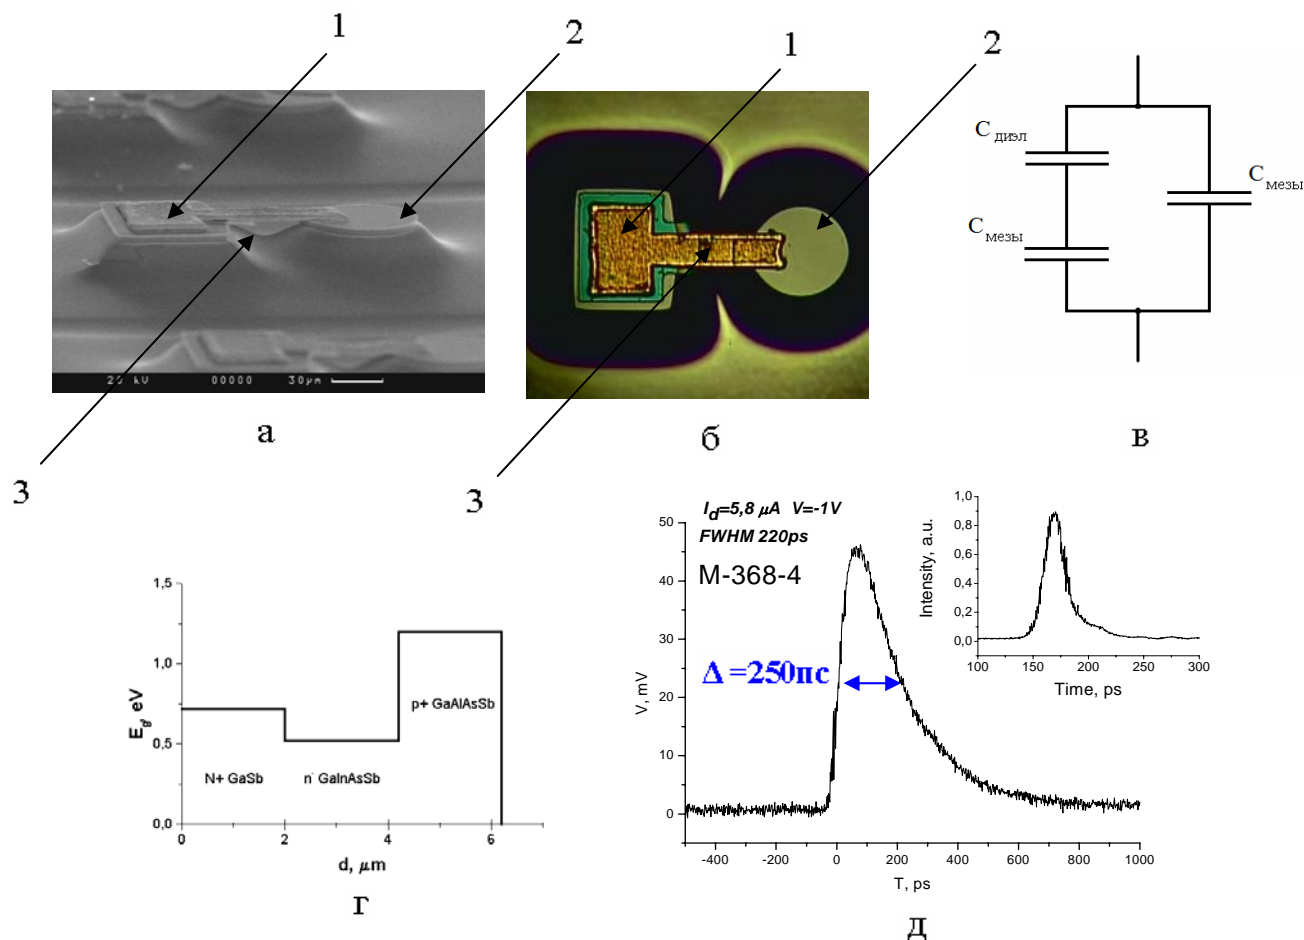 1
2
1
2
C диэл
C мезы
C мезы
20 kV 00000 30µm
а
б
в
3
3
I_d=5,8 µA V=-1V
FWHM 220ps
M-368-4
Δ=250пс
V, mV
50
40
30
20
10
0
-400 -200 0 200 400 600 800 1000
T, ps
д
Intensity, a.u.
1,0
0,8
0,6
0,4
0,2
0,0
100 150 200 250 300
Time, ps
E_g, eV
1,5
1,0
0,5
0,0
p+ GaAlAsSb
N+ GaSb
n⁻ GaInAsSb
0 2 4 6
d, µm
г